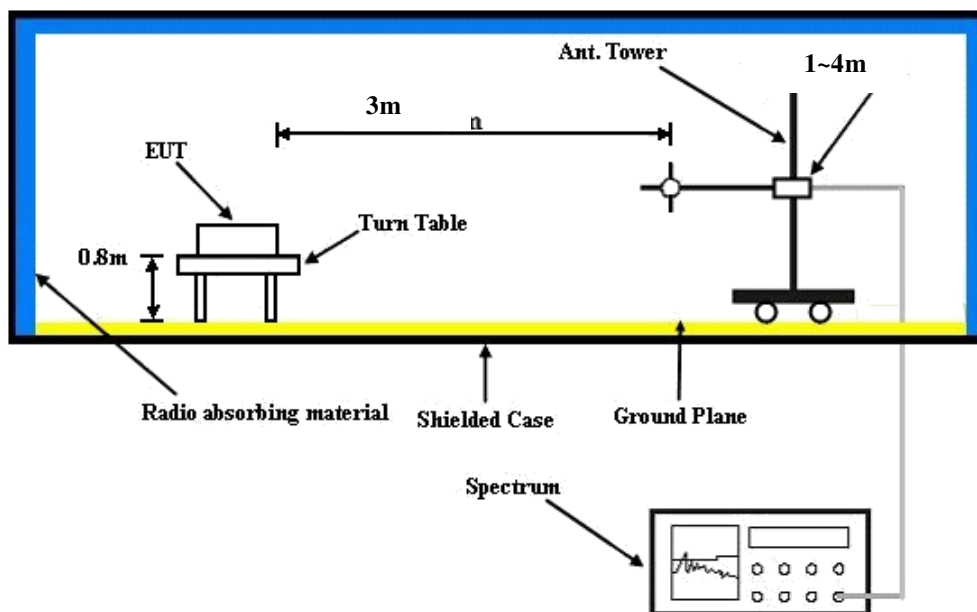 Ant. Tower
1~4m
3m
n
EUT
Turn Table
0.8m
Radio absorbing material
Shielded Case
Ground Plane
Spectrum